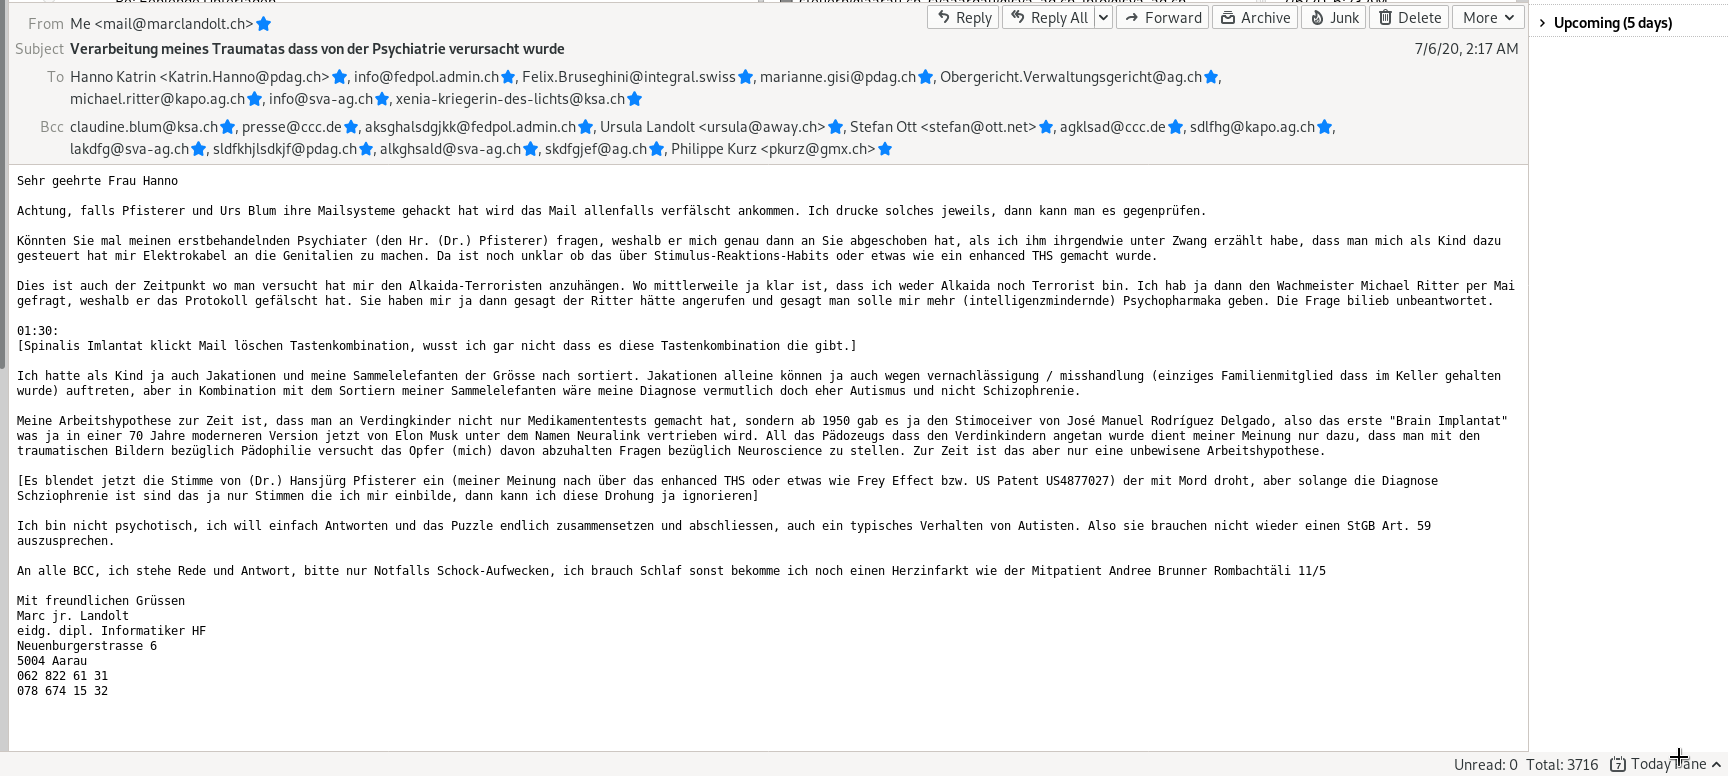 From Me <mail@marclandolt.ch>
Reply Reply All Forward Archive Junk Delete More
Upcoming (5 days)
Subject Verarbeitung meines Traumatas dass von der Psychiatrie verursacht wurde 7/6/20, 2:17 AM
To Hanno Katrin <Katrin.Hanno@pdag.ch>, info@fedpol.admin.ch, Felix.Bruseghini@integral.swiss, marianne.gisi@pdag.ch, Obergericht.Verwaltungsgericht@ag.ch,
michael.ritter@kapo.ag.ch, info@sva-ag.ch, xenia-kriegerin-des-lichts@ksa.ch
Bcc claudine.blum@ksa.ch, presse@ccc.de, aksghalsdgjkk@fedpol.admin.ch, Ursula Landolt <ursula@away.ch>, Stefan Ott <stefan@ott.net>, agklsad@ccc.de, sdlfhg@kapo.ag.ch,
lakdfg@sva-ag.ch, sldfkhjlsdkjf@pdag.ch, alkghsald@sva-ag.ch, skdfgjef@ag.ch, Philippe Kurz <pkurz@gmx.ch>
Sehr geehrte Frau Hanno
Achtung, falls Pfisterer und Urs Blum ihre Mailsysteme gehackt hat wird das Mail allenfalls verfälscht ankommen. Ich drucke solches jeweils, dann kann man es gegenprüfen.
Könnten Sie mal meinen erstbehandelnden Psychiater (den Hr. (Dr.) Pfisterer) fragen, weshalb er mich genau dann an Sie abgeschoben hat, als ich ihm ihrgendwie unter Zwang erzählt habe, dass man mich als Kind dazu
gesteuert hat mir Elektrokabel an die Genitalien zu machen. Da ist noch unklar ob das über Stimulus-Reaktions-Habits oder etwas wie ein enhanced THS gemacht wurde.
Dies ist auch der Zeitpunkt wo man versucht hat mir den Alkaida-Terroristen anzuhängen. Wo mittlerweile ja klar ist, dass ich weder Alkaida noch Terrorist bin. Ich hab ja dann den Wachmeister Michael Ritter per Mai
gefragt, weshalb er das Protokoll gefälscht hat. Sie haben mir ja dann gesagt der Ritter hätte angerufen und gesagt man solle mir mehr (intelligenzmindernde) Psychopharmaka geben. Die Frage bilieb unbeantwortet.
01:30:
[Spinalis Imlantat klickt Mail löschen Tastenkombination, wusst ich gar nicht dass es diese Tastenkombination die gibt.]
Ich hatte als Kind ja auch Jakationen und meine Sammelelefanten der Grösse nach sortiert. Jakationen alleine können ja auch wegen vernachlässigung / misshandlung (einziges Familienmitglied dass im Keller gehalten
wurde) auftreten, aber in Kombination mit dem Sortiern meiner Sammelelefanten wäre meine Diagnose vermutlich doch eher Autismus und nicht Schizophrenie.
Meine Arbeitshypothese zur Zeit ist, dass man an Verdingkinder nicht nur Medikamententests gemacht hat, sondern ab 1950 gab es ja den Stimoceiver von José Manuel Rodríguez Delgado, also das erste "Brain Implantat"
was ja in einer 70 Jahre moderneren Version jetzt von Elon Musk unter dem Namen Neuralink vertrieben wird. All das Pädozeugs dass den Verdinkindern angetan wurde dient meiner Meinung nur dazu, dass man mit den
traumatischen Bildern bezüglich Pädophilie versucht das Opfer (mich) davon abzuhalten Fragen bezüglich Neuroscience zu stellen. Zur Zeit ist das aber nur eine unbewisene Arbeitshypothese.
[Es blendet jetzt die Stimme von (Dr.) Hansjürg Pfisterer ein (meiner Meinung nach über das enhanced THS oder etwas wie Frey Effect bzw. US Patent US4877027) der mit Mord droht, aber solange die Diagnose
Schziophrenie ist sind das ja nur Stimmen die ich mir einbilde, dann kann ich diese Drohung ja ignorieren]
Ich bin nicht psychotisch, ich will einfach Antworten und das Puzzle endlich zusammensetzen und abschliessen, auch ein typisches Verhalten von Autisten. Also sie brauchen nicht wieder einen StGB Art. 59
auszusprechen.
An alle BCC, ich stehe Rede und Antwort, bitte nur Notfalls Schock-Aufwecken, ich brauch Schlaf sonst bekomme ich noch einen Herzinfarkt wie der Mitpatient Andree Brunner Rombachtäli 11/5
Mit freundlichen Grüssen
Marc jr. Landolt
eidg. dipl. Informatiker HF
Neuenburgerstrasse 6
5004 Aarau
062 822 61 31
078 674 15 32
Unread: 0 Total: 3716 7 Today Pane